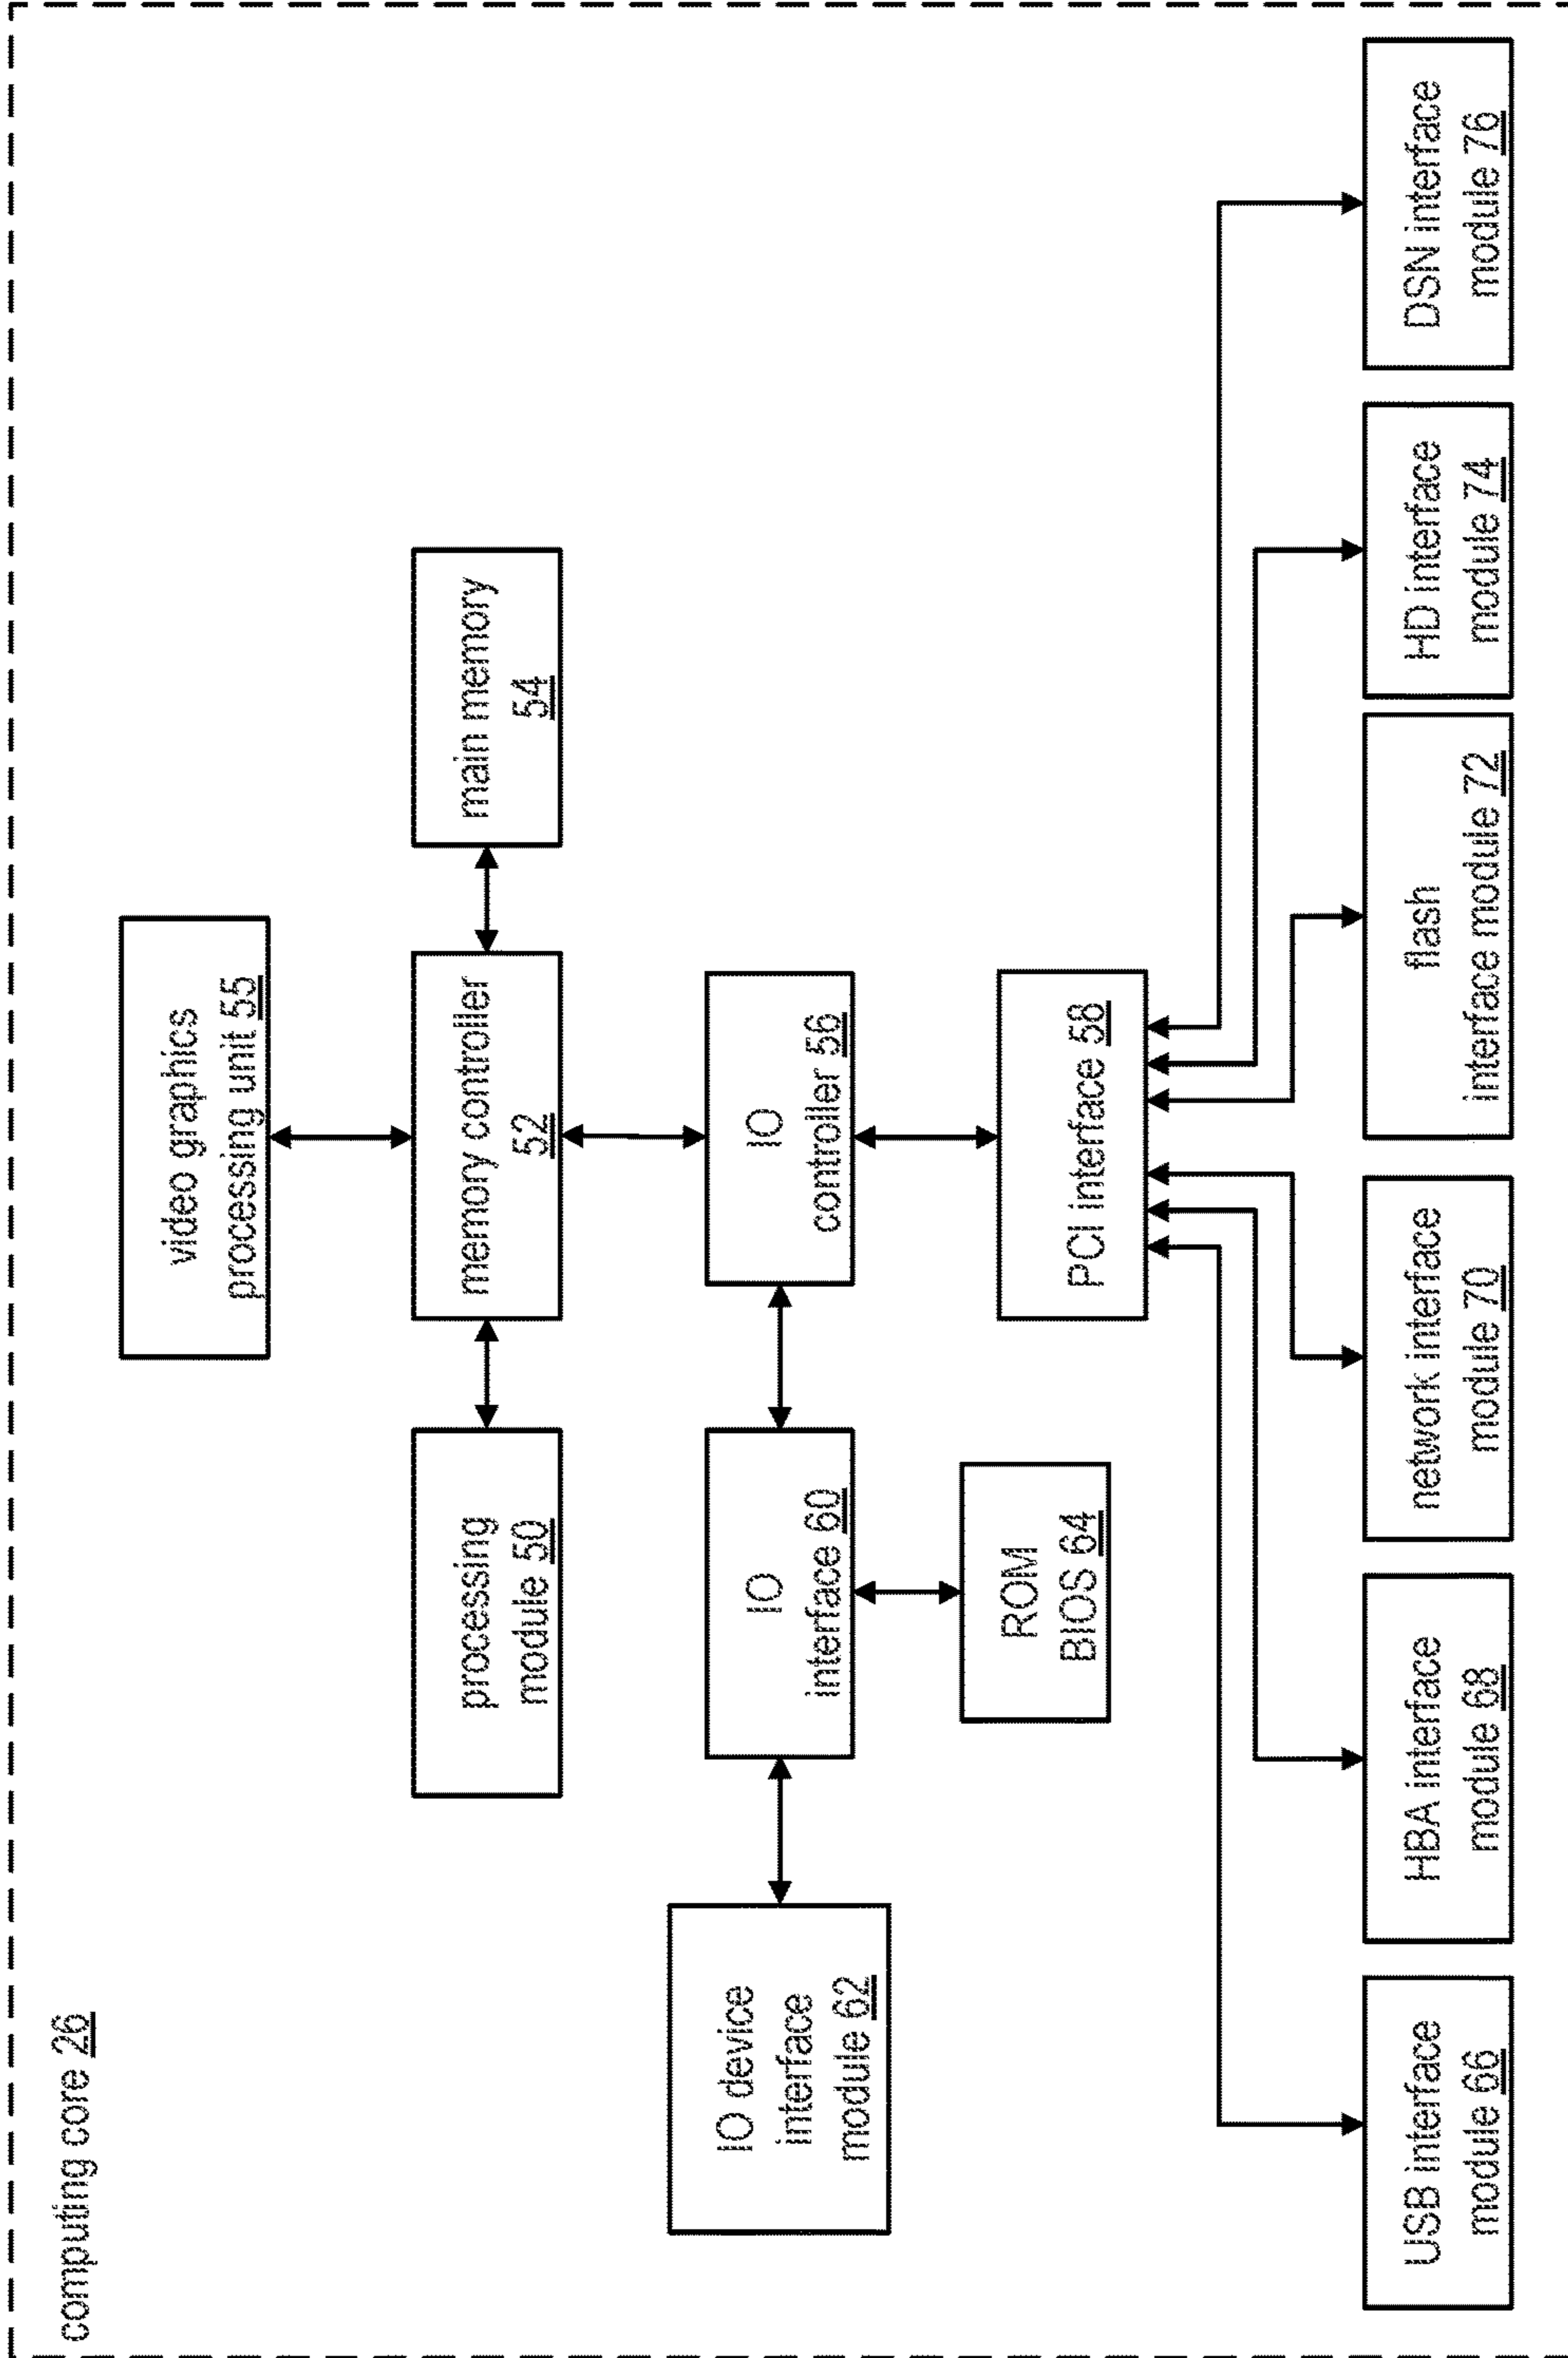 computing core 26
video graphics
processing unit 55
processing
module 50
memory controller
52
main memory
54
IO device
interface
module 62
IO
interface 60
IO
controller 56
ROM
BIOS 64
PCI interface 58
USB interface
module 66
HBA interface
module 68
network interface
module 70
flash
interface module 72
HD interface
module 74
DSN interface
module 76